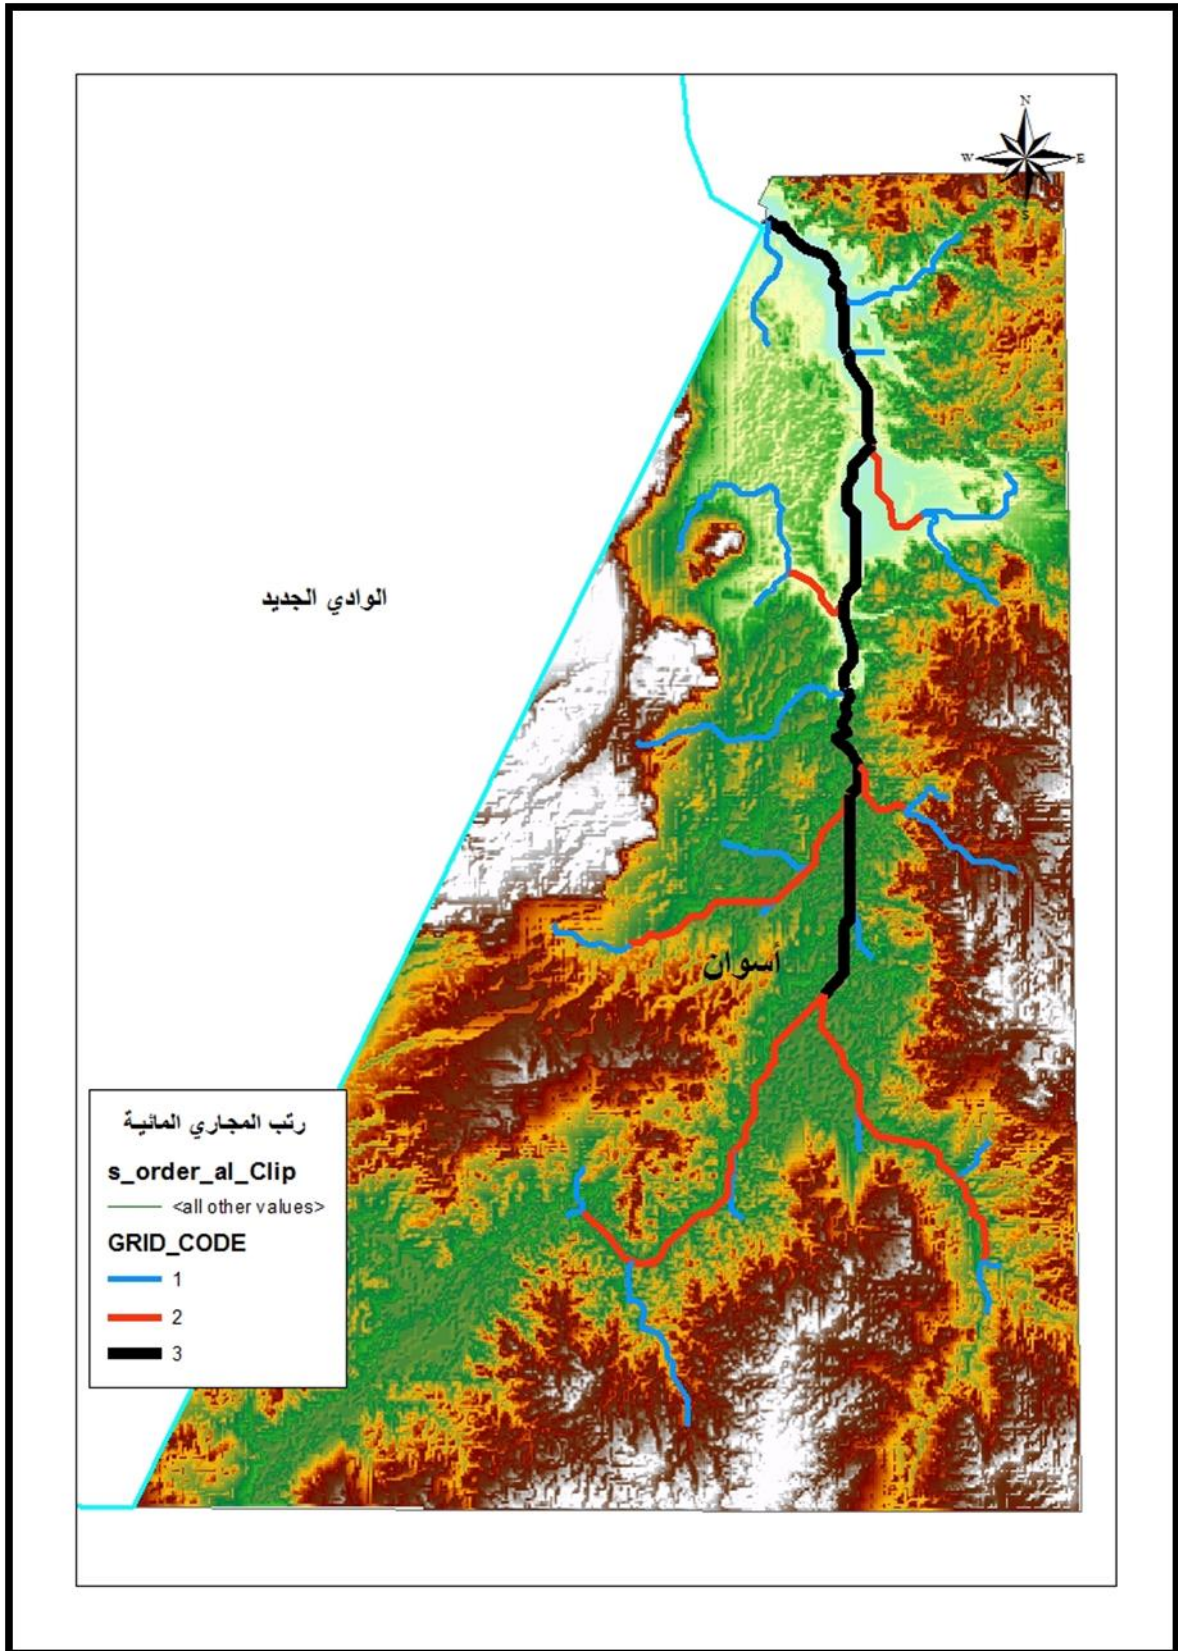 N
W E
S
الوادي الجديد
أسوان
رتب المجاري المائية
s_order_al_Clip
<all other values>
GRID_CODE
1
2
3